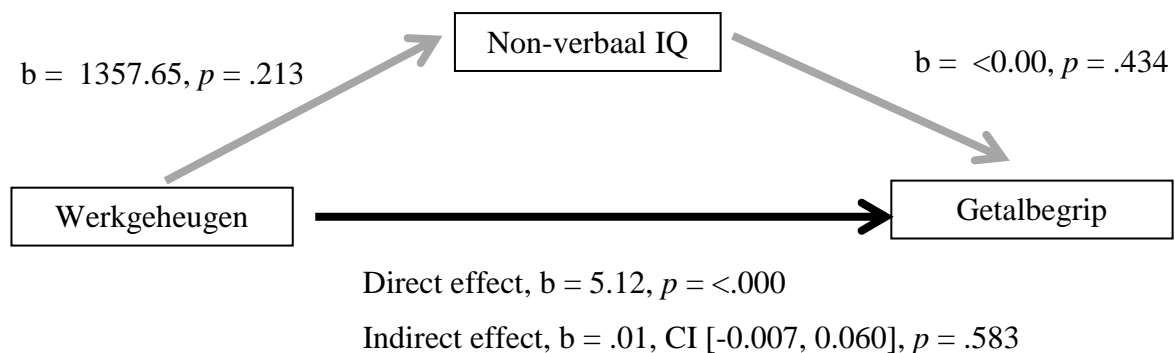 Non-verbaal IQ
b = 1357.65, p = .213
b = <0.00, p = .434
Werkgeheugen
Getalbegrip
Direct effect, b = 5.12, p = <.000
Indirect effect, b = .01, CI [-0.007, 0.060], p = .583